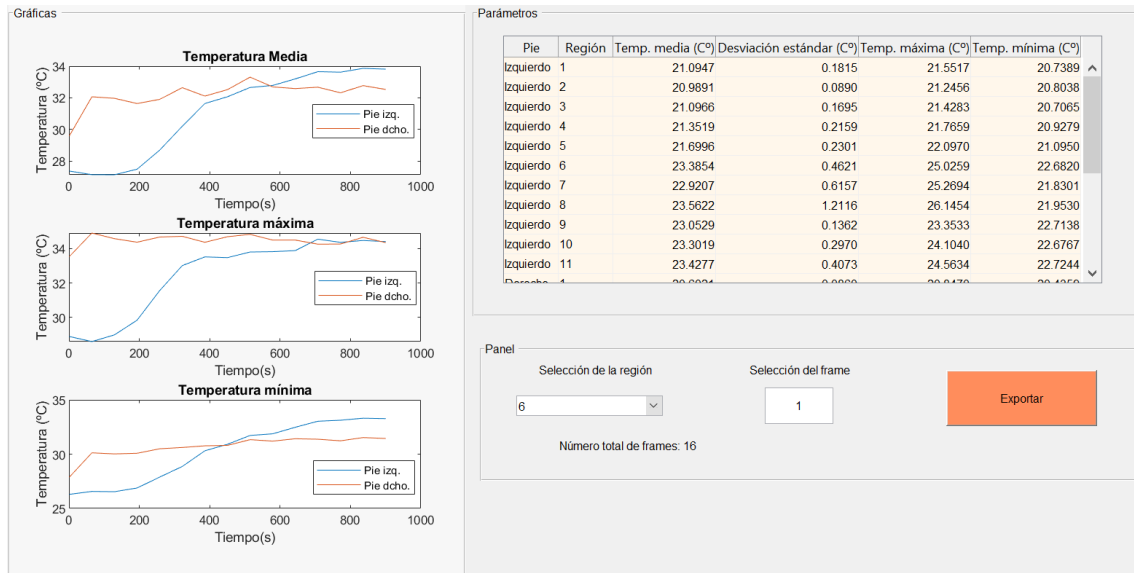 Gráficas
Temperatura Media
Temperatura (ºC)
34
32
30
28
0 200 400 600 800 1000
Tiempo(s)
Pie izq.
Pie dcho.
Temperatura máxima
Temperatura (ºC)
34
32
30
0 200 400 600 800 1000
Tiempo(s)
Pie izq.
Pie dcho.
Temperatura mínima
Temperatura (ºC)
35
30
25
0 200 400 600 800 1000
Tiempo(s)
Pie izq.
Pie dcho.
Parámetros
Pie Región Temp. media (Cº) Desviación estándar (Cº) Temp. máxima (Cº) Temp. mínima (Cº)
Izquierdo 1 21.0947 0.1815 21.5517 20.7389
Izquierdo 2 20.9891 0.0890 21.2456 20.8038
Izquierdo 3 21.0966 0.1695 21.4283 20.7065
Izquierdo 4 21.3519 0.2159 21.7659 20.9279
Izquierdo 5 21.6996 0.2301 22.0970 21.0950
Izquierdo 6 23.3854 0.4621 25.0259 22.6820
Izquierdo 7 22.9207 0.6157 25.2694 21.8301
Izquierdo 8 23.5622 1.2116 26.1454 21.9530
Izquierdo 9 23.0529 0.1362 23.3533 22.7138
Izquierdo 10 23.3019 0.2970 24.1040 22.6767
Izquierdo 11 23.4277 0.4073 24.5634 22.7244
Derecho 1
Panel
Selección de la región
6
Selección del frame
1
Exportar
Número total de frames: 16